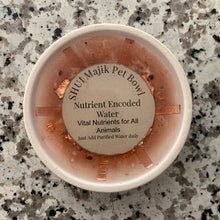 SHUI Majik Pet Bowl
Nutrient Encoded
Water
Vital Nutrients for All
Animals
Just Add Purified Water daily